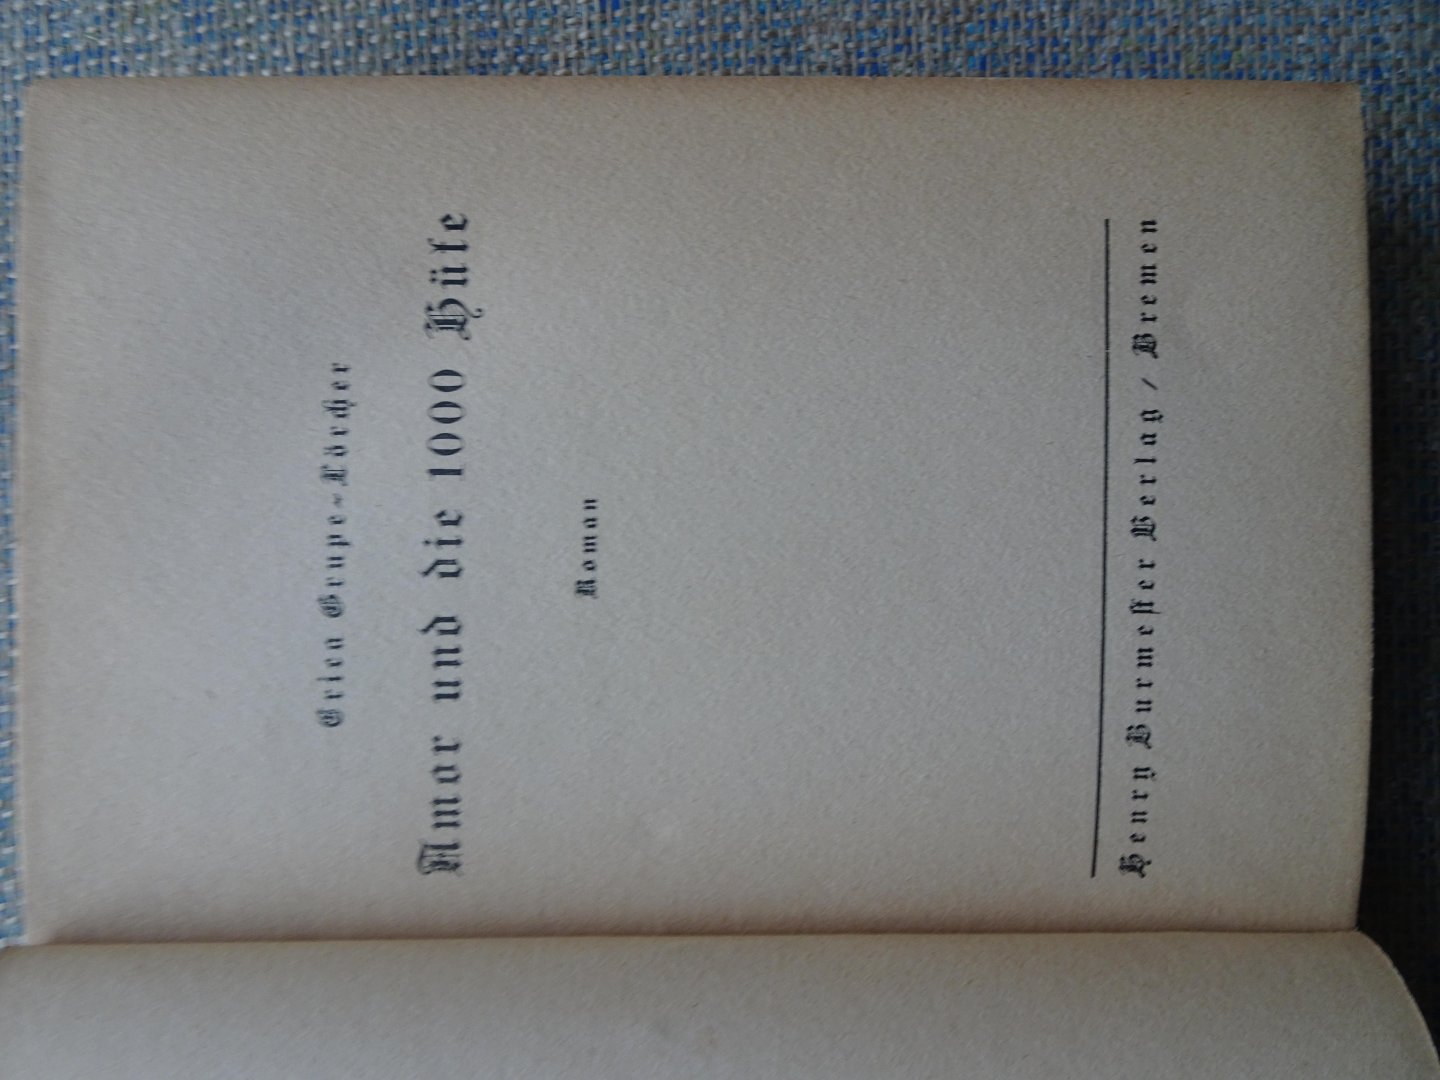 Erica Grupe-Lörcher
Amor und die 1000 Hüte
Roman
Henry Burmester Verlag / Bremen